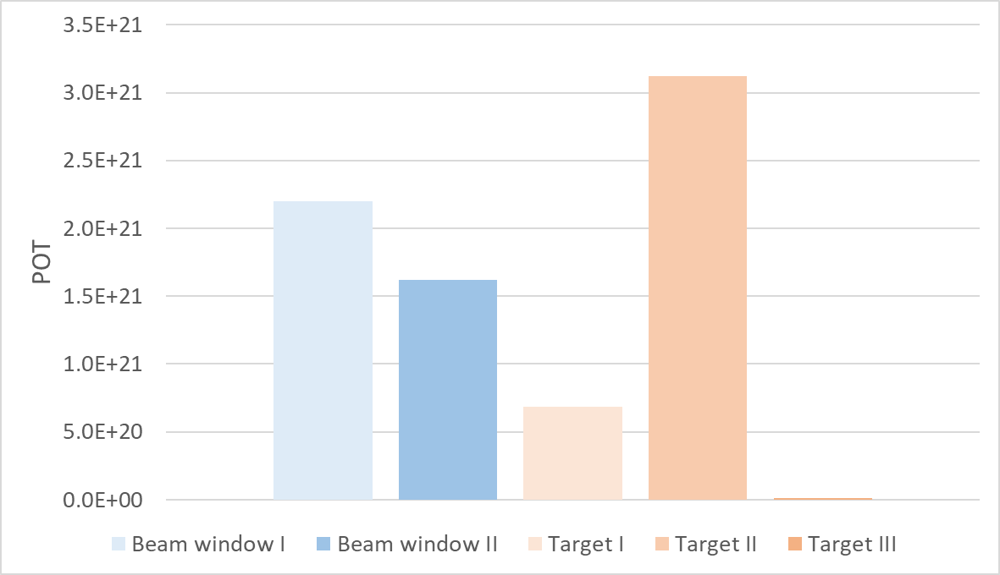 3.5E+21
3.0E+21
2.5E+21
2.0E+21
1.5E+21
1.0E+21
5.0E+20
0.0E+00
POT
Beam window I Beam window II Target I Target II Target III